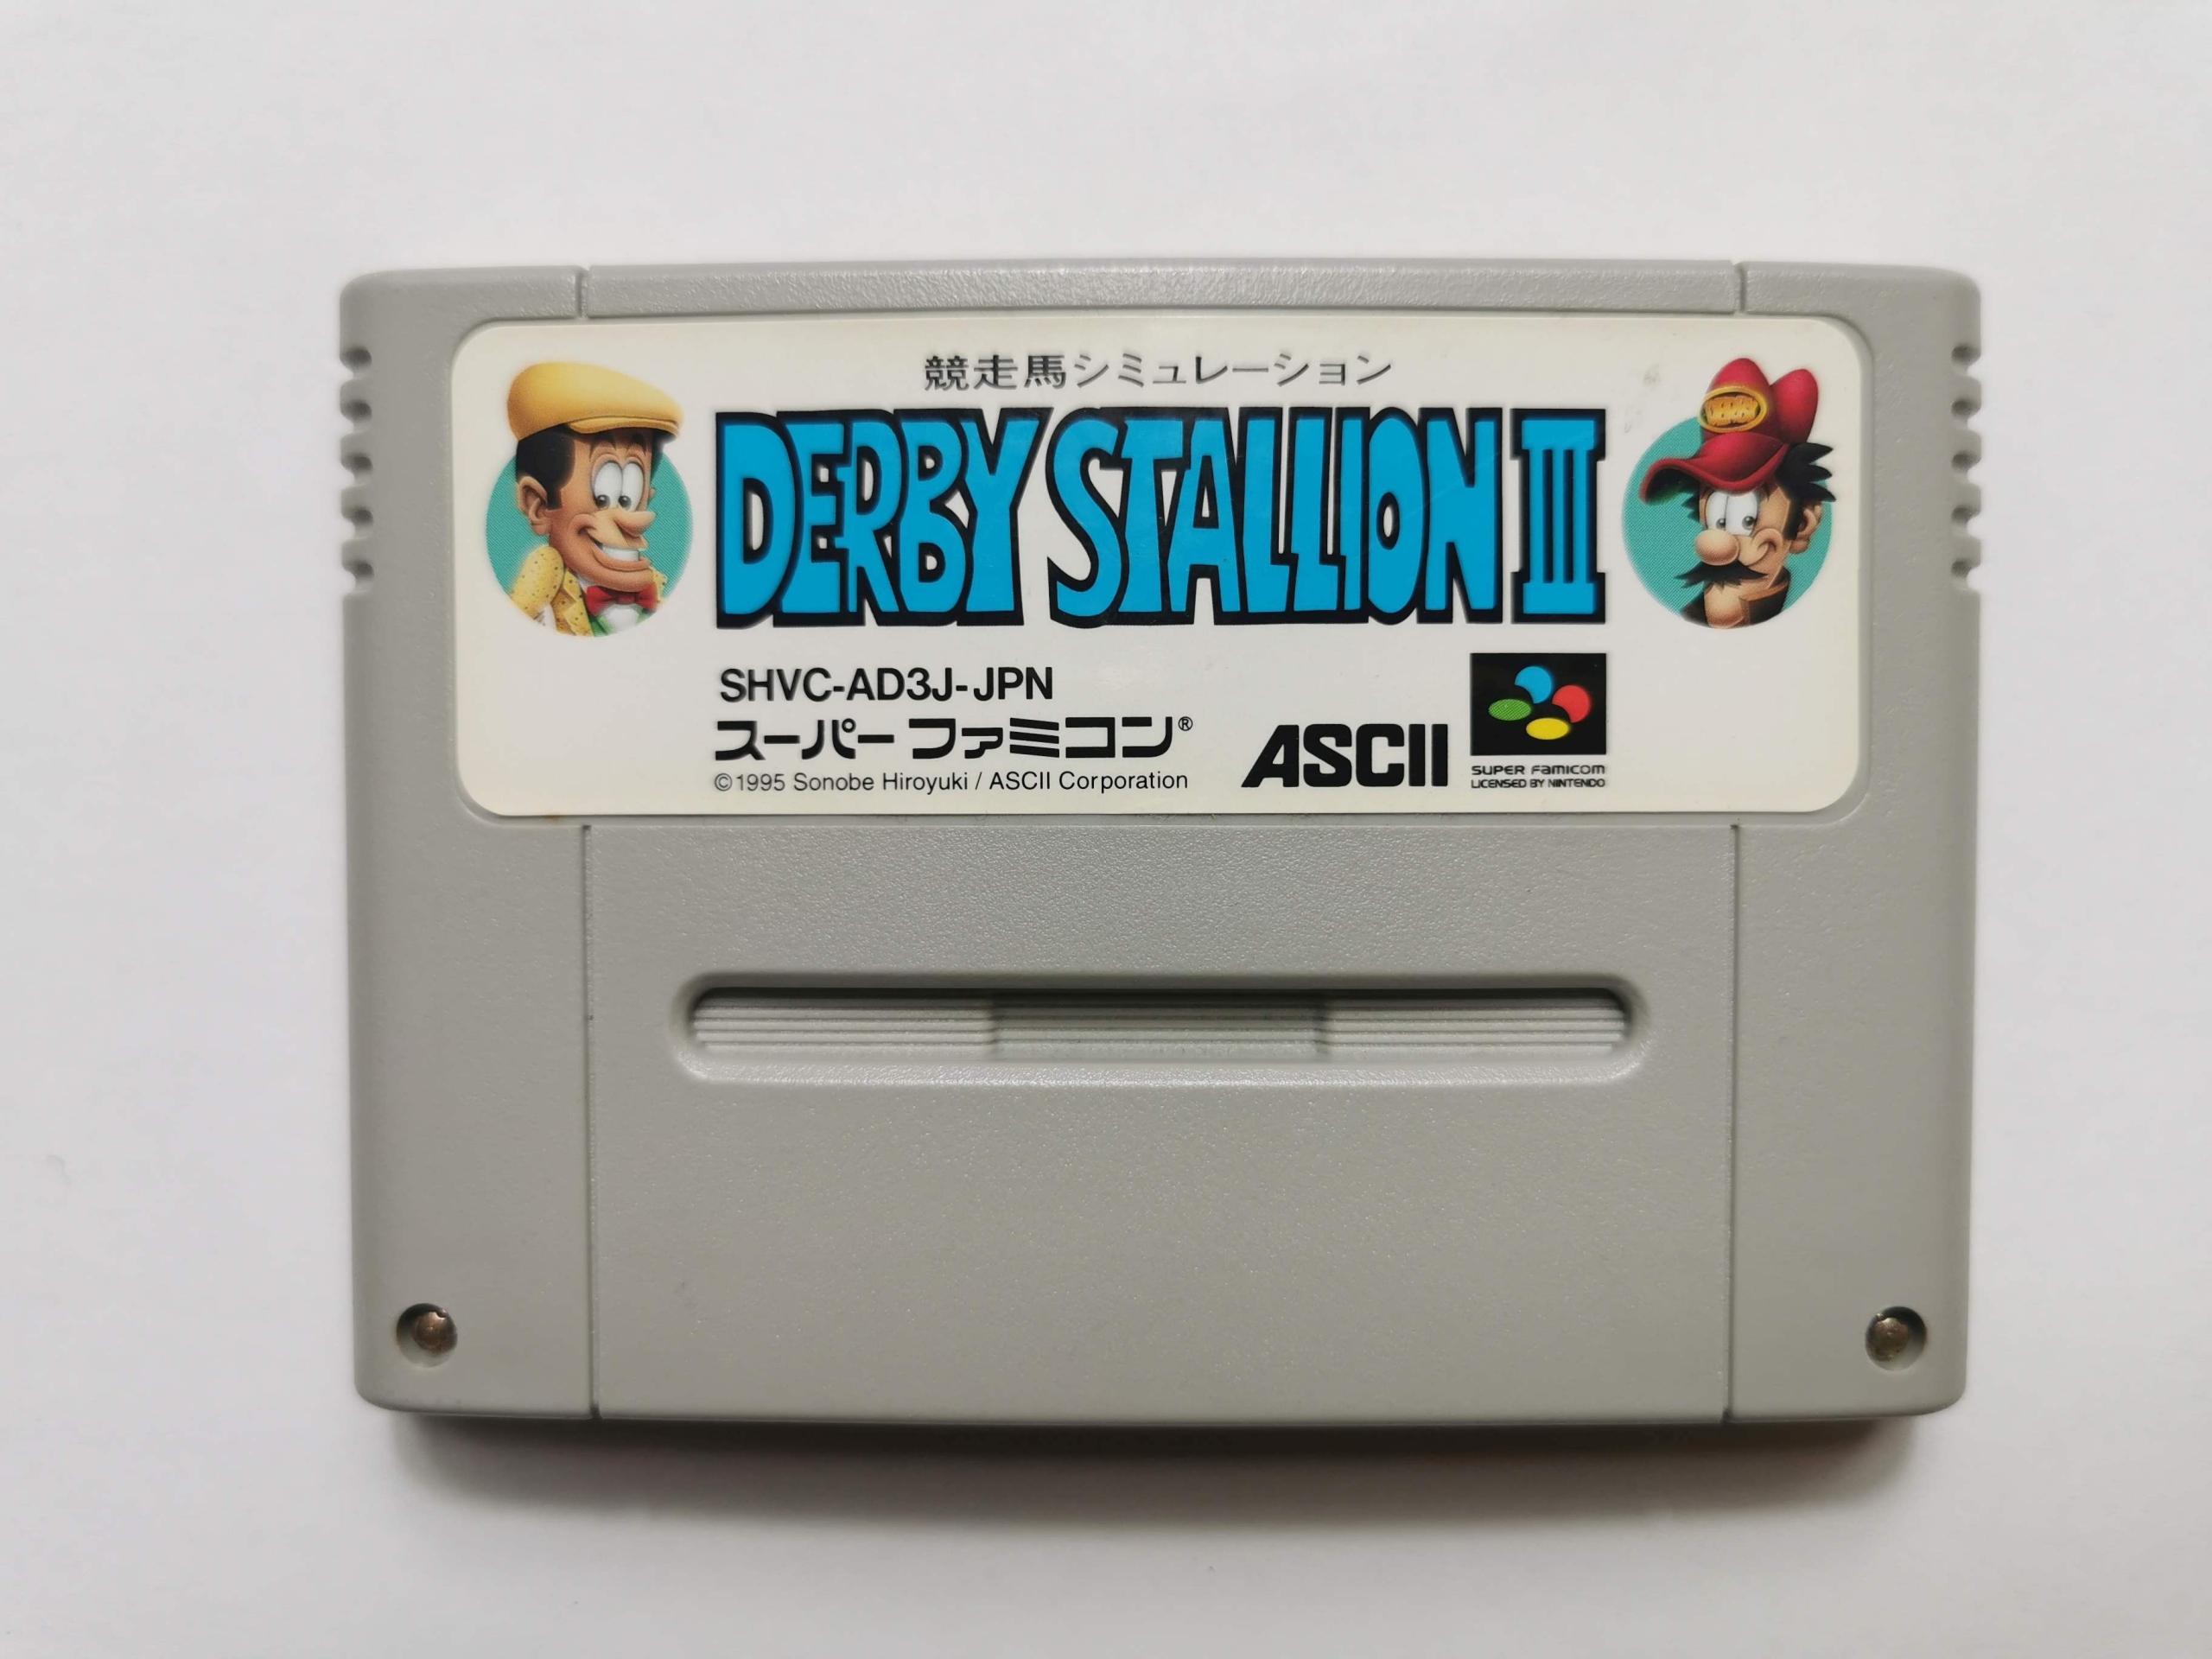 競走馬シミュレーション
DERBY STALLION III
DERBY
SHVC-AD3J-JPN
スーパーファミコン®
©1995 Sonobe Hiroyuki / ASCII Corporation
ASCII
SUPER FAMICOM
LICENSED BY NINTENDO